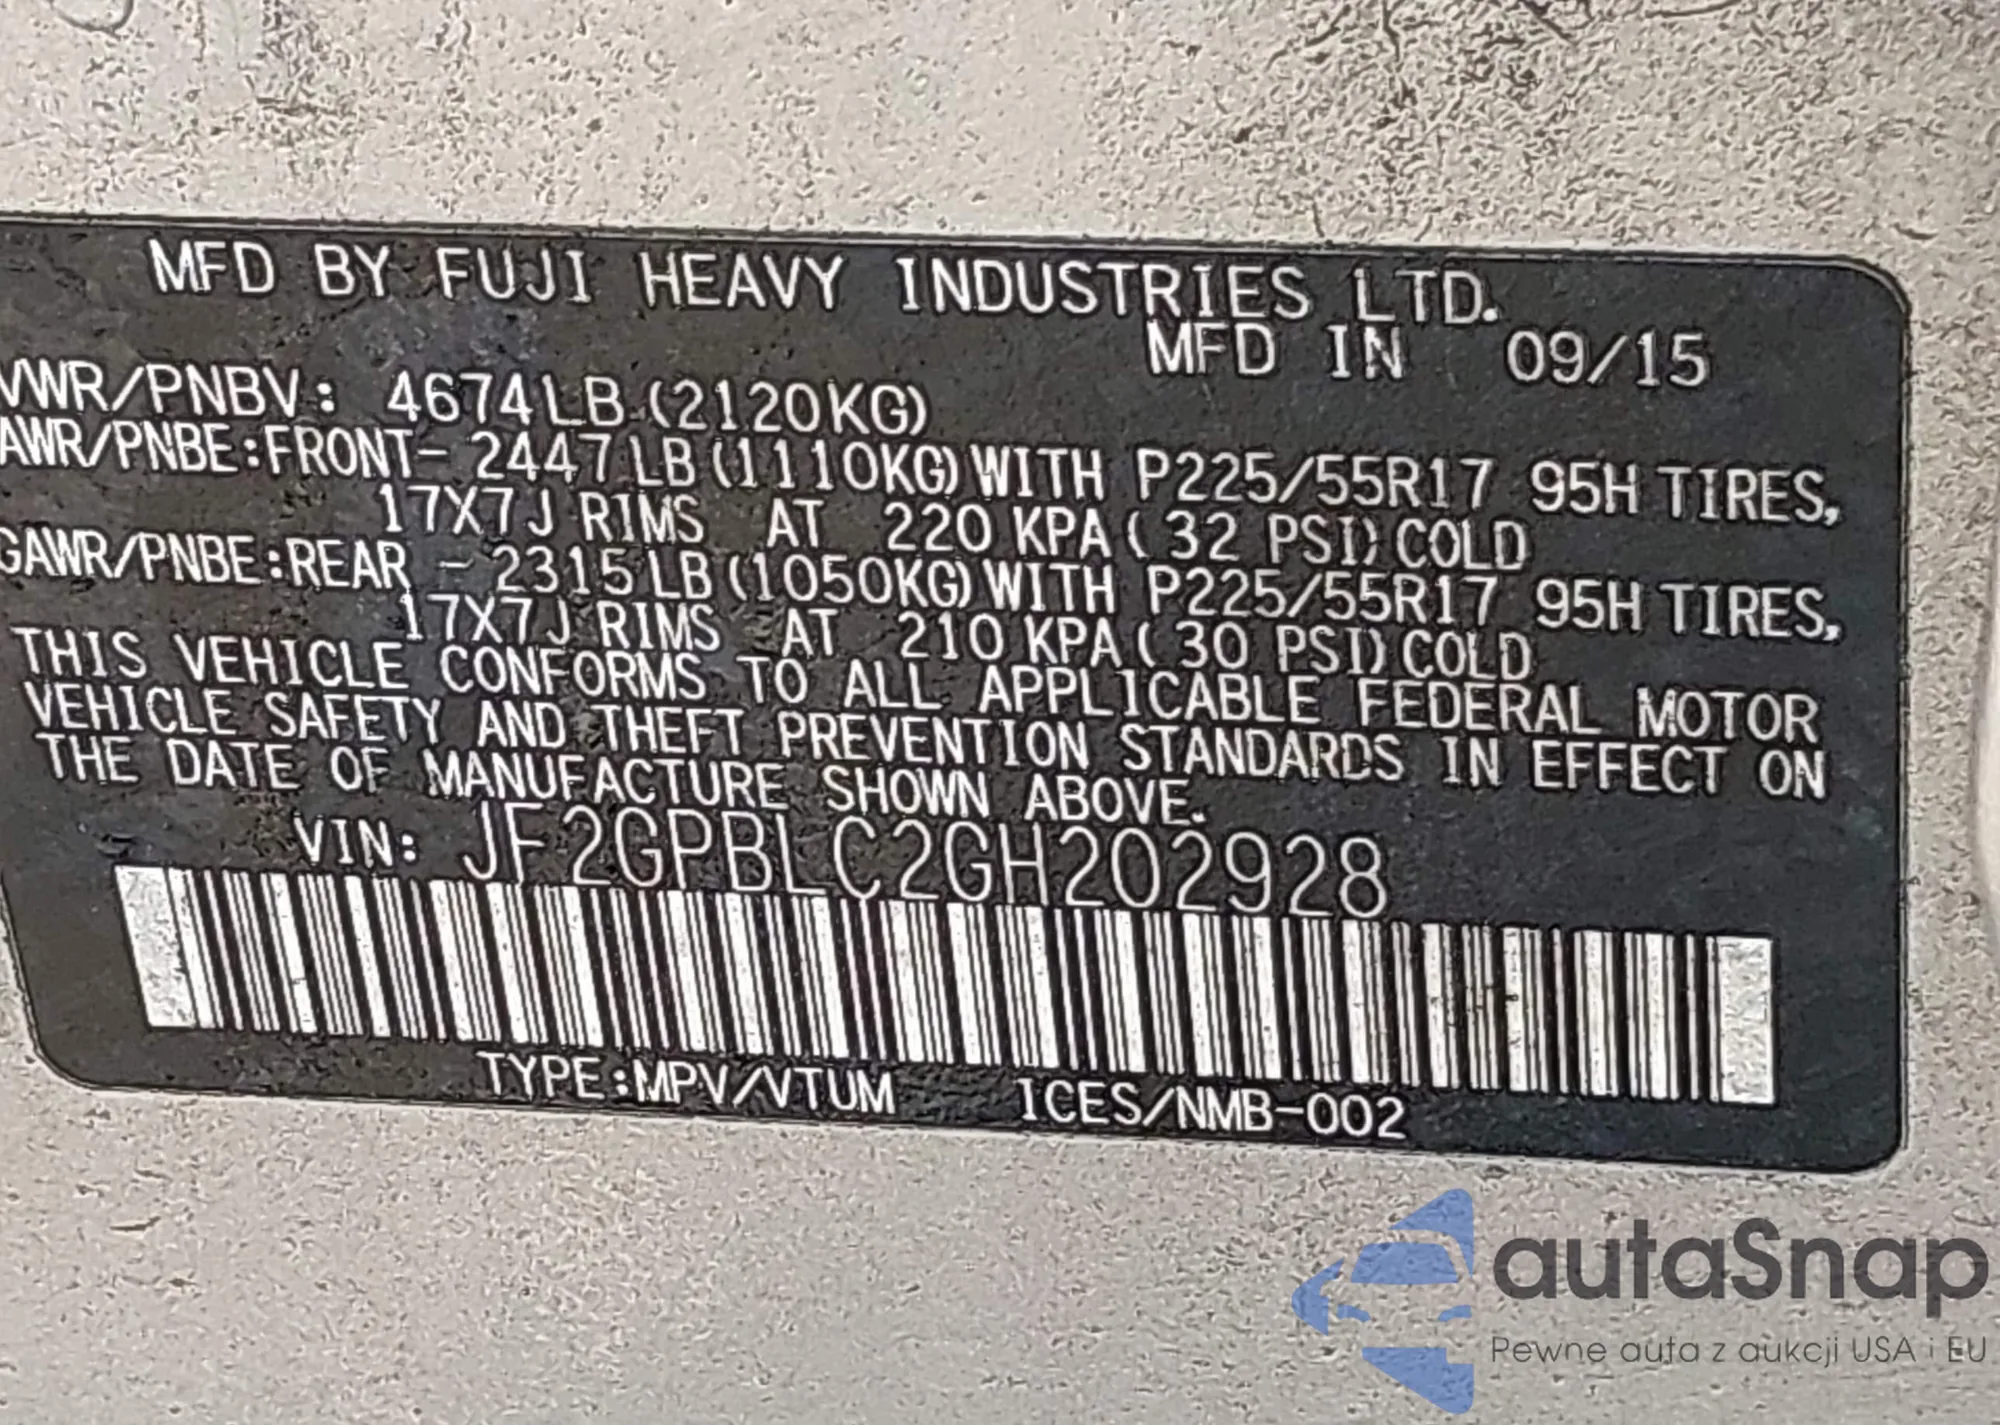 MFD BY FUJI HEAVY INDUSTRIES LTD.
MFD IN 09/15
VWR/PNBV: 4674LB (2120KG)
AWR/PNBE:FRONT- 2447LB (1110KG) WITH P225/55R17 95H TIRES,
17X7J RIMS AT 220 KPA ( 32 PSI) COLD
GAWR/PNBE:REAR - 2315LB (1050KG) WITH P225/55R17 95H TIRES,
17X7J RIMS AT 210 KPA ( 30 PSI) COLD
THIS VEHICLE CONFORMS TO ALL APPLICABLE FEDERAL MOTOR
VEHICLE SAFETY AND THEFT PREVENTION STANDARDS IN EFFECT ON
THE DATE OF MANUFACTURE SHOWN ABOVE.
VIN: JF2GPBLC2GH202928
TYPE:MPV/VTUM ICES/NMB-002
autaSnap
Pewne auta z aukcji USA i EU